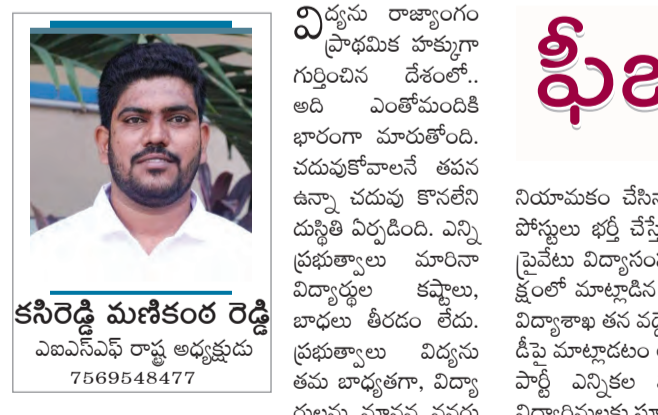 కసిరెడ్డి మణికంఠ రెడ్డి
ఎఐఎస్ఎఫ్ రాష్ట్ర అధ్యక్షుడు
7569548477
విద్యను రాజ్యాంగం
ప్రాథమిక హక్కుగా
గుర్తించిన దేశంలో..
అది ఎంతోమందికి
భారంగా మారుతోంది.
చదువుకోవాలనే తపన
ఉన్నా చదువు కొనలేని
దుస్థితి ఏర్పడింది. ఎన్ని
ప్రభుత్వాలు మారినా
విద్యార్థుల కష్టాలు,
బాధలు తీరడం లేదు.
ప్రభుత్వాలు విద్యను
తమ బాధ్యతగా, విద్యా
నియామకం
పోస్టులు భర్తీ
ప్రైవేటు
క్షంలో మాట్లాడిన
విద్యాశాఖ తన
డీపై మాట్లాడటం
పార్టీ ఎన్నికల